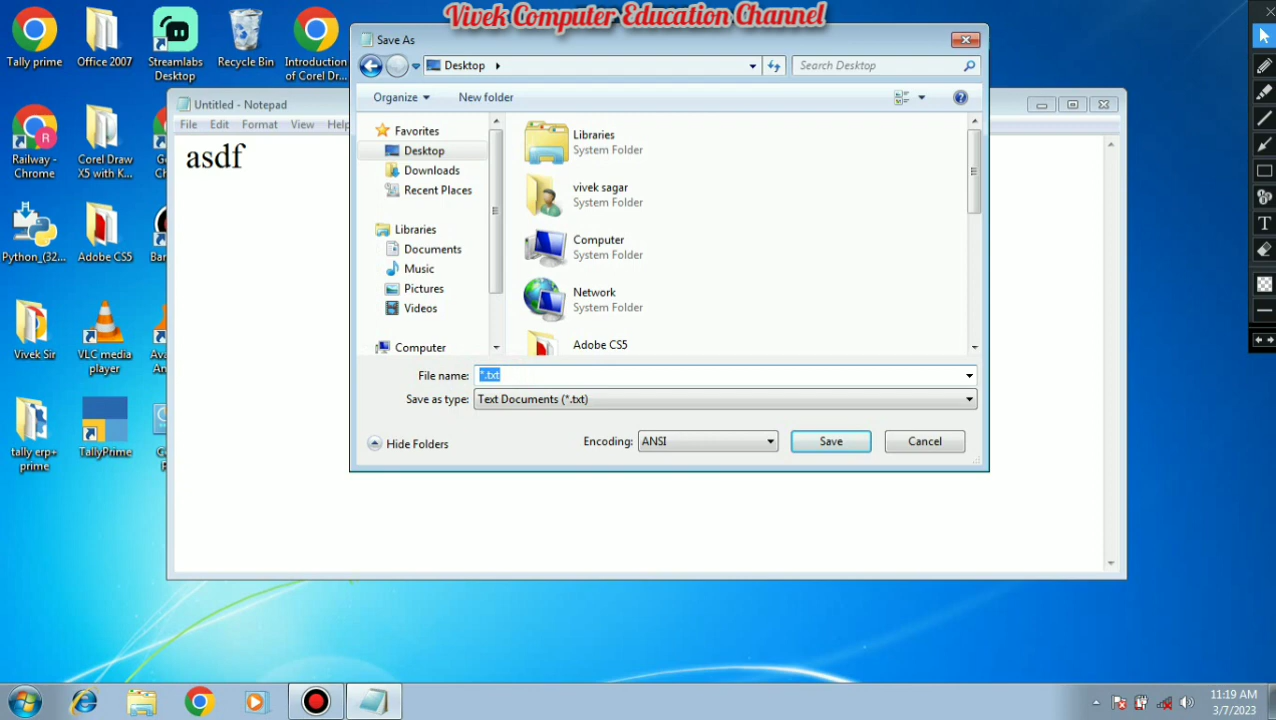 Vivek Computer Education Channel
Tally prime
Office 2007
Streamlabs
Desktop
Recycle Bin
Introduction
of Corel Dr...
Railway -
Chrome
Corel Draw
X5 with K...
Python_(32...
Adobe CS5
Vivek Sir
VLC media
player
tally erp+
prime
TallyPrime
Untitled - Notepad
File Edit Format View Help
asdf
Save As
Desktop
Search Desktop
Organize
New folder
Favorites
Desktop
Downloads
Recent Places
Libraries
Documents
Music
Pictures
Videos
Computer
Libraries
System Folder
vivek sagar
System Folder
Computer
System Folder
Network
System Folder
Adobe CS5
File name: *.txt
Save as type: Text Documents (*.txt)
Hide Folders
Encoding: ANSI
Save
Cancel
11:19 AM
3/7/2023